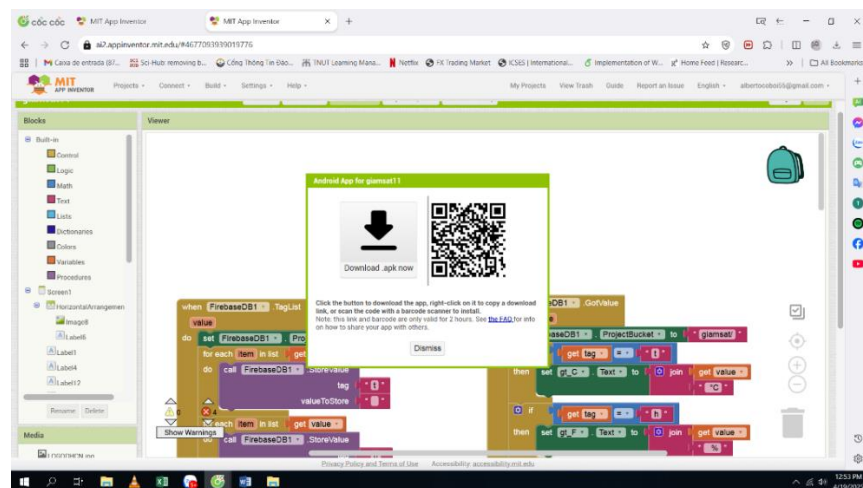 cốc cốc
MIT App Inventor
MIT App Inventor
ai2.appinventor.mit.edu/#4677093939019776
Caixa de entrada (87...
Sci-Hub: removing b...
Cổng Thông Tin Đào...
TNUT Learning Mana...
Netflix
FX Trading Market
ICSES | International...
Implementation of W...
Home Feed | Researc...
All Bookmarks
MIT
APP INVENTOR
Projects
Connect
Build
Settings
Help
My Projects
View Trash
Guide
Report an Issue
English
Blocks
Viewer
Built-in
Control
Logic
Math
Text
Lists
Dictionaries
Colors
Variables
Procedures
Screen1
HorizontalArrangemen
Image8
Label6
Label1
Label4
Label12
Rename
Delete
Media
Android App for giamsat11
Download .apk now
Click the button to download the app, right-click on it to copy a download
link, or scan the code with a barcode scanner to install.
Note: this link and barcode are only valid for 2 hours. See the FAQ for info
on how to share your app with others.
Dismiss
when FirebaseDB1 .TagList
value
do set FirebaseDB1 . Pro
for each item in list get
do call FirebaseDB1 .StoreValue
tag " t "
valueToStore
each item in list get value
do call FirebaseDB1 .StoreValue
4
Show Warnings
DB1 .GotValue
aseDB1 . ProjectBucket to " giamsat/ "
get tag = " t "
then set gt_C . Text to join get value
" °C "
if get tag = " h "
then set gt_F . Text to join get value
" % "
Privacy Policy and Terms of Use
Accessibility: accessibility.mit.edu
12:53 PM